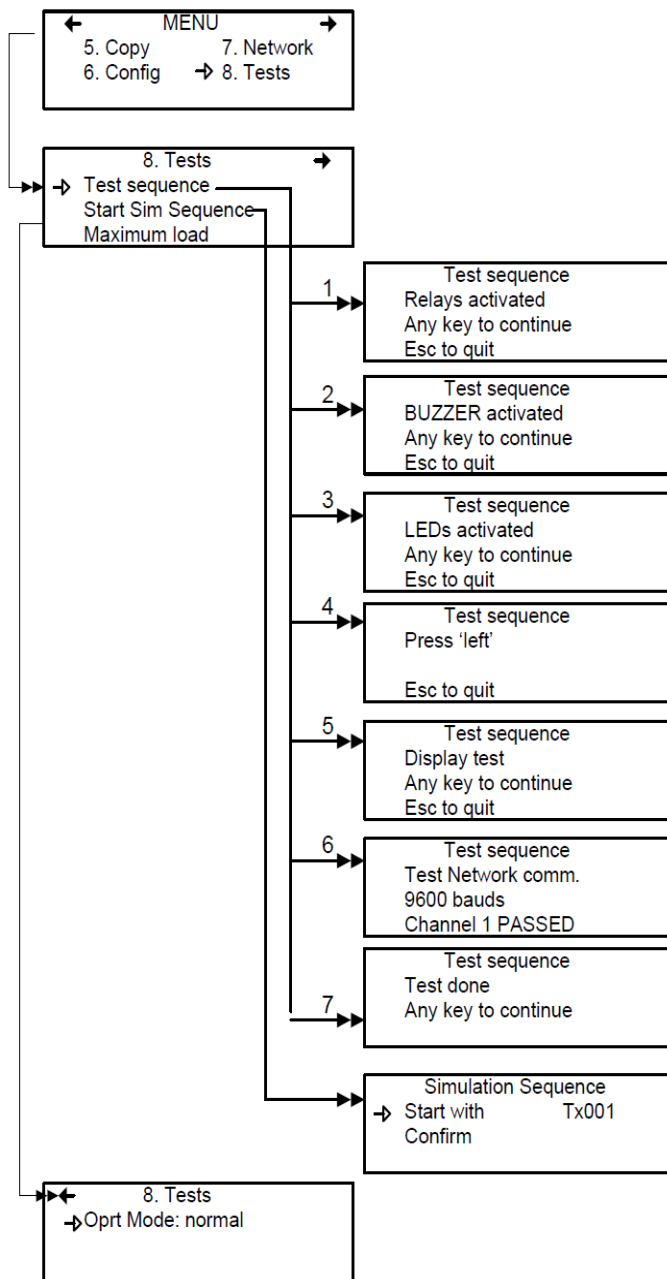 MENU
5. Copy 7. Network
6. Config 8. Tests
8. Tests
Test sequence
Start Sim Sequence
Maximum load
1
Test sequence
Relays activated
Any key to continue
Esc to quit
2
Test sequence
BUZZER activated
Any key to continue
Esc to quit
3
Test sequence
LEDs activated
Any key to continue
Esc to quit
4
Test sequence
Press ‘left’
Esc to quit
5
Test sequence
Display test
Any key to continue
Esc to quit
6
Test sequence
Test Network comm.
9600 bauds
Channel 1 PASSED
7
Test sequence
Test done
Any key to continue
Simulation Sequence
Start with Tx001
Confirm
8. Tests
Oprt Mode: normal